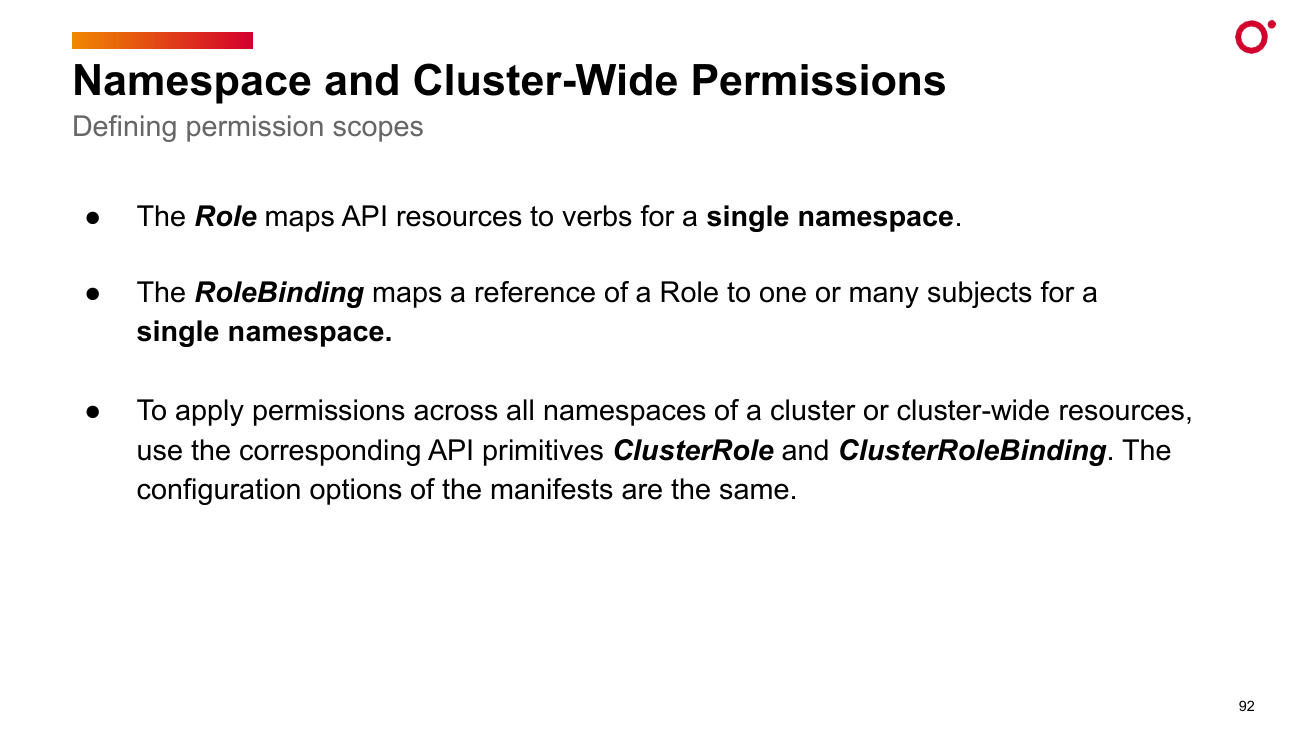 Namespace and Cluster-Wide Permissions
Defining permission scopes
● The Role maps API resources to verbs for a single namespace.
● The RoleBinding maps a reference of a Role to one or many subjects for a
single namespace.
● To apply permissions across all namespaces of a cluster or cluster-wide resources,
use the corresponding API primitives ClusterRole and ClusterRoleBinding. The
configuration options of the manifests are the same.
92